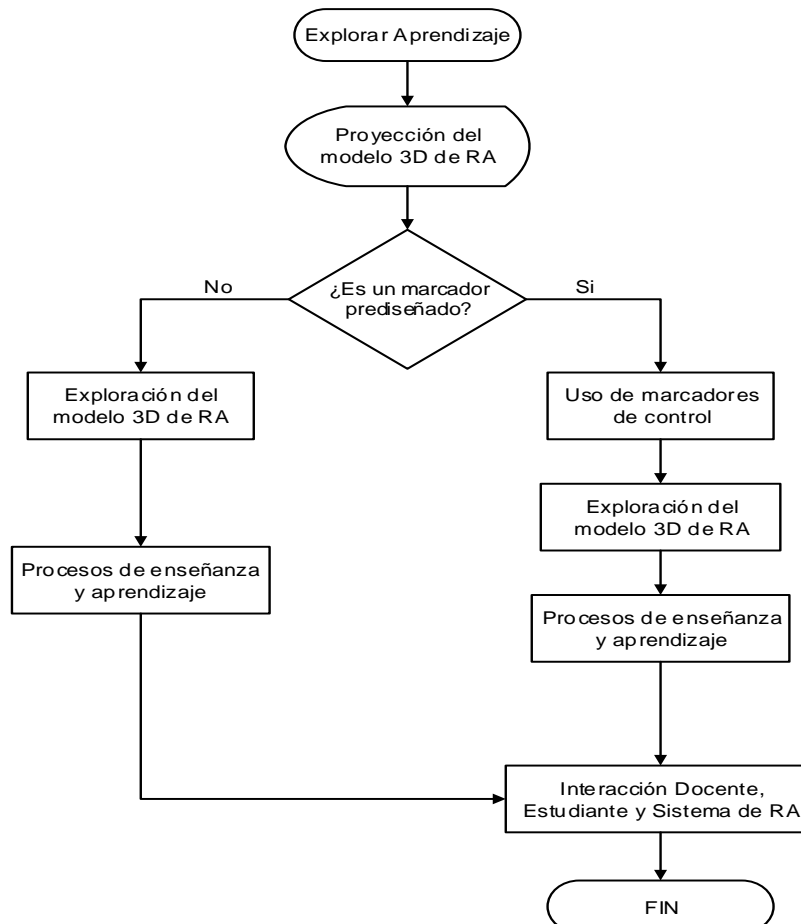 Explorar Aprendizaje
Proyección del
modelo 3D de RA
¿Es un marcador
prediseñado?
No
Si
Exploración del
modelo 3D de RA
Procesos de enseñanza
y aprendizaje
Uso de marcadores
de control
Exploración del
modelo 3D de RA
Procesos de enseñanza
y aprendizaje
Interacción Docente,
Estudiante y Sistema de RA
FIN